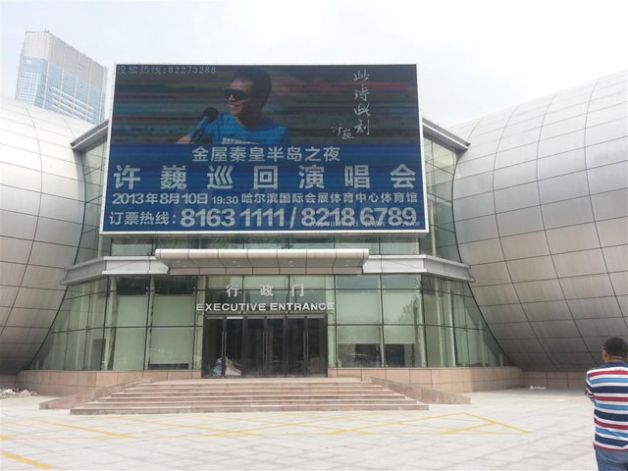 投放热线:82273288
此时此刻
许巍
金屋秦皇半岛之夜
许巍巡回演唱会
2013年8月10日 19:30 哈尔滨国际会展体育中心体育馆
订票热线: 8163 1111/8218 6789
行政门
EXECUTIVE ENTRANCE